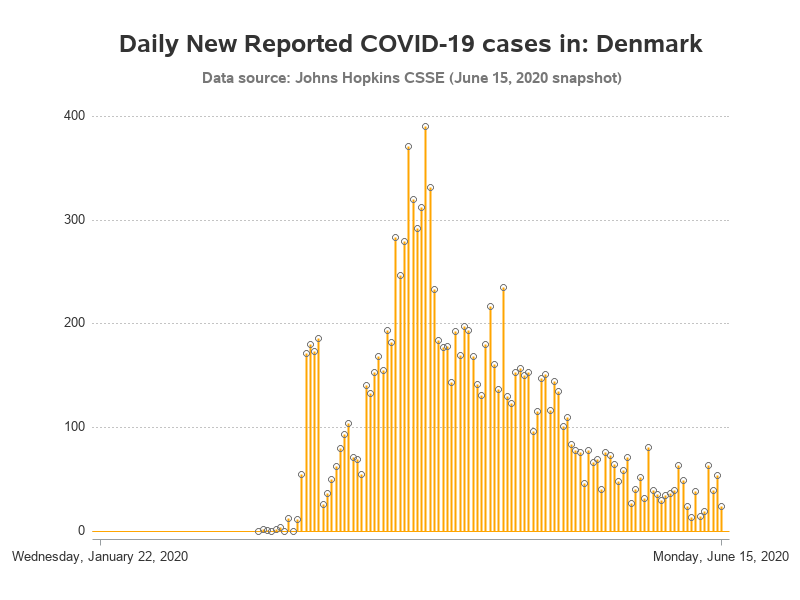 Daily New Reported COVID-19 cases in: Denmark
Data source: Johns Hopkins CSSE (June 15, 2020 snapshot)
400
300
200
100
0
Wednesday, January 22, 2020 Monday, June 15, 2020